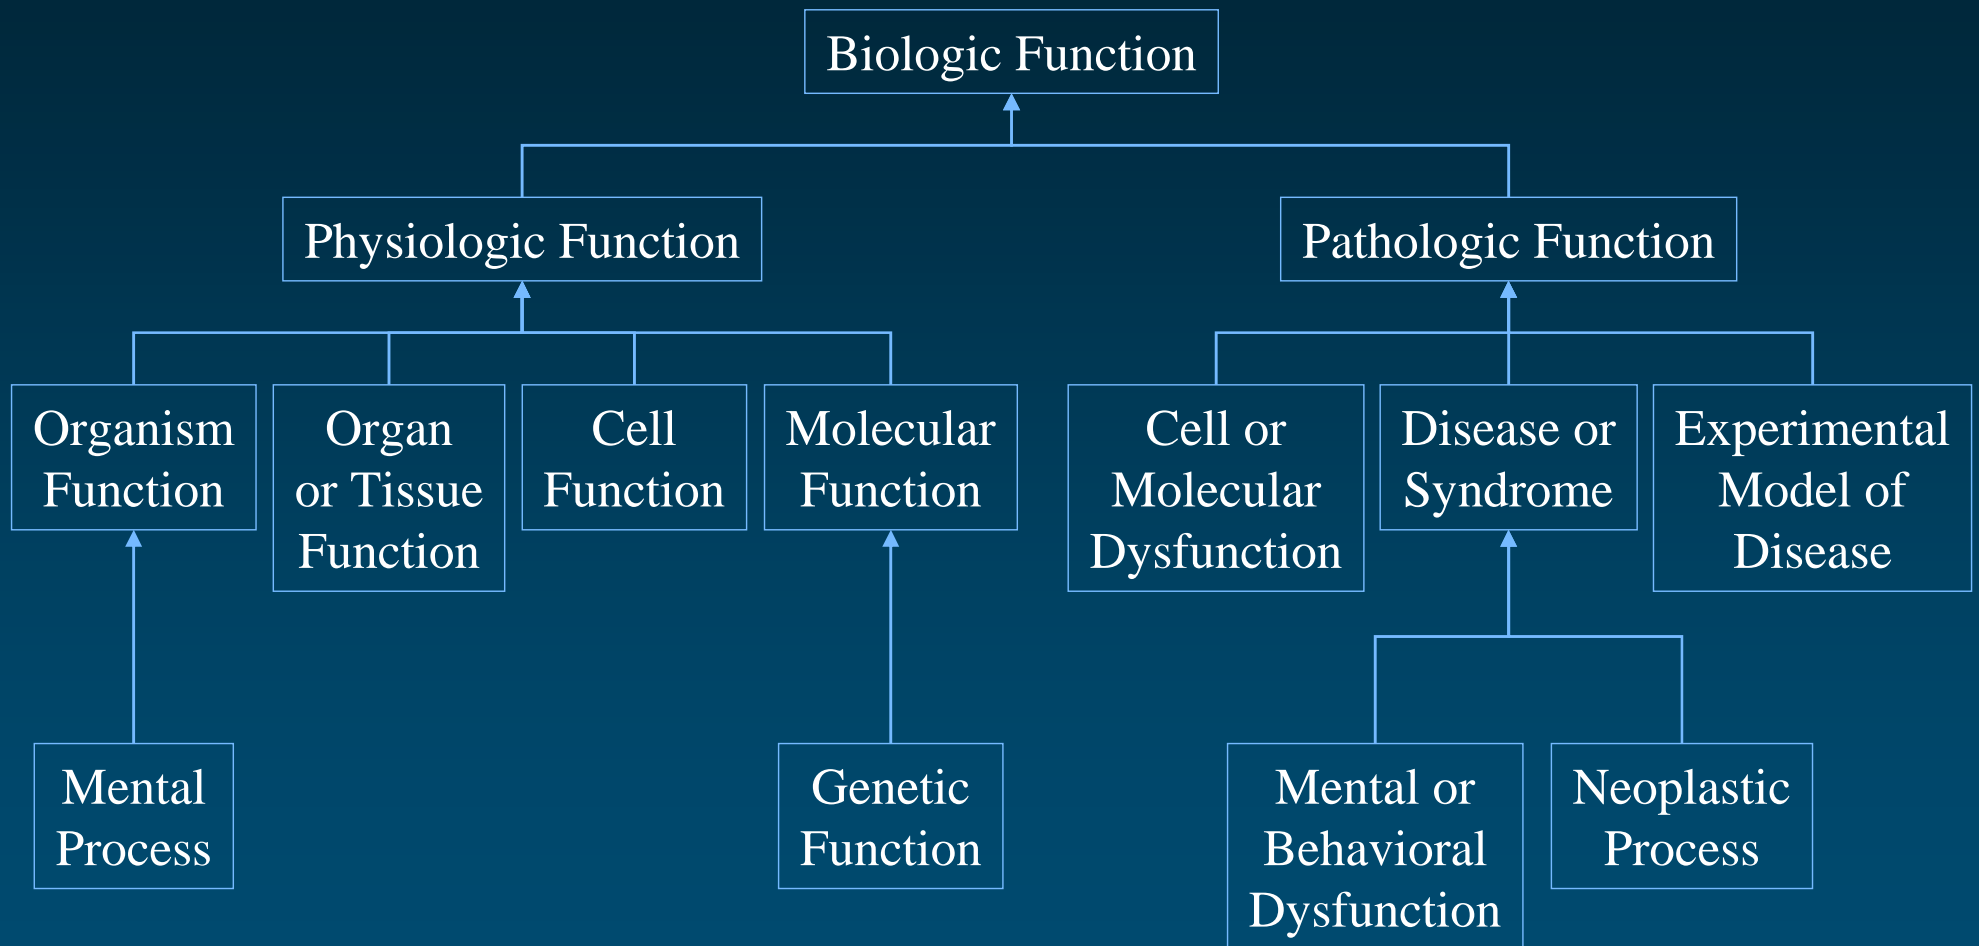 Biologic Function
Physiologic Function
Pathologic Function
Organism
Function
Organ
or Tissue
Function
Cell
Function
Molecular
Function
Cell or
Molecular
Dysfunction
Disease or
Syndrome
Experimental
Model of
Disease
Mental
Process
Genetic
Function
Mental or
Behavioral
Dysfunction
Neoplastic
Process